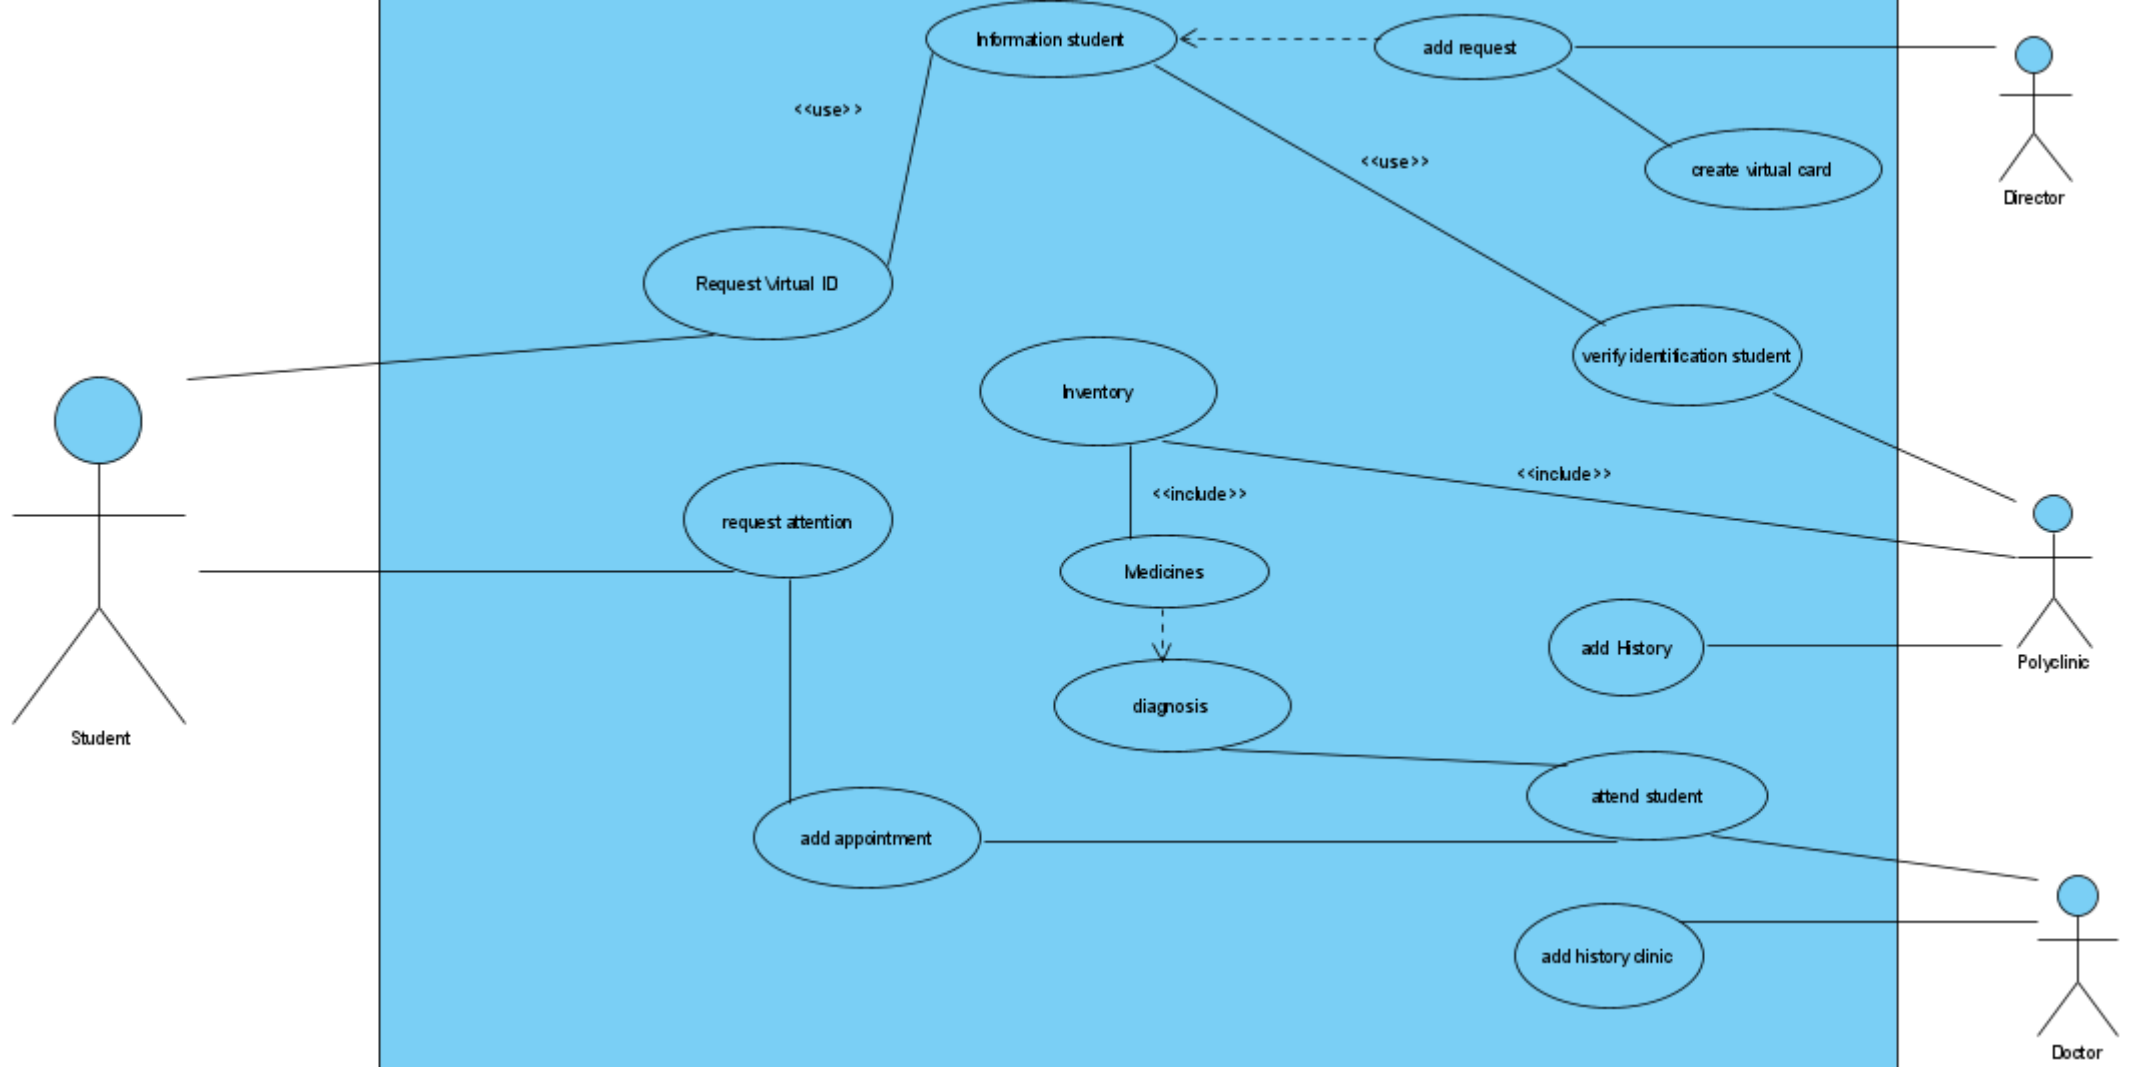 Information student
add request
<<use>>
<<use>>
create virtual card
Director
Request Virtual ID
verify identification student
Inventory
<<include>>
<<include>>
request attention
Medicines
add History
Polyclinic
diagnosis
Student
attend student
add appointment
add history clinic
Doctor